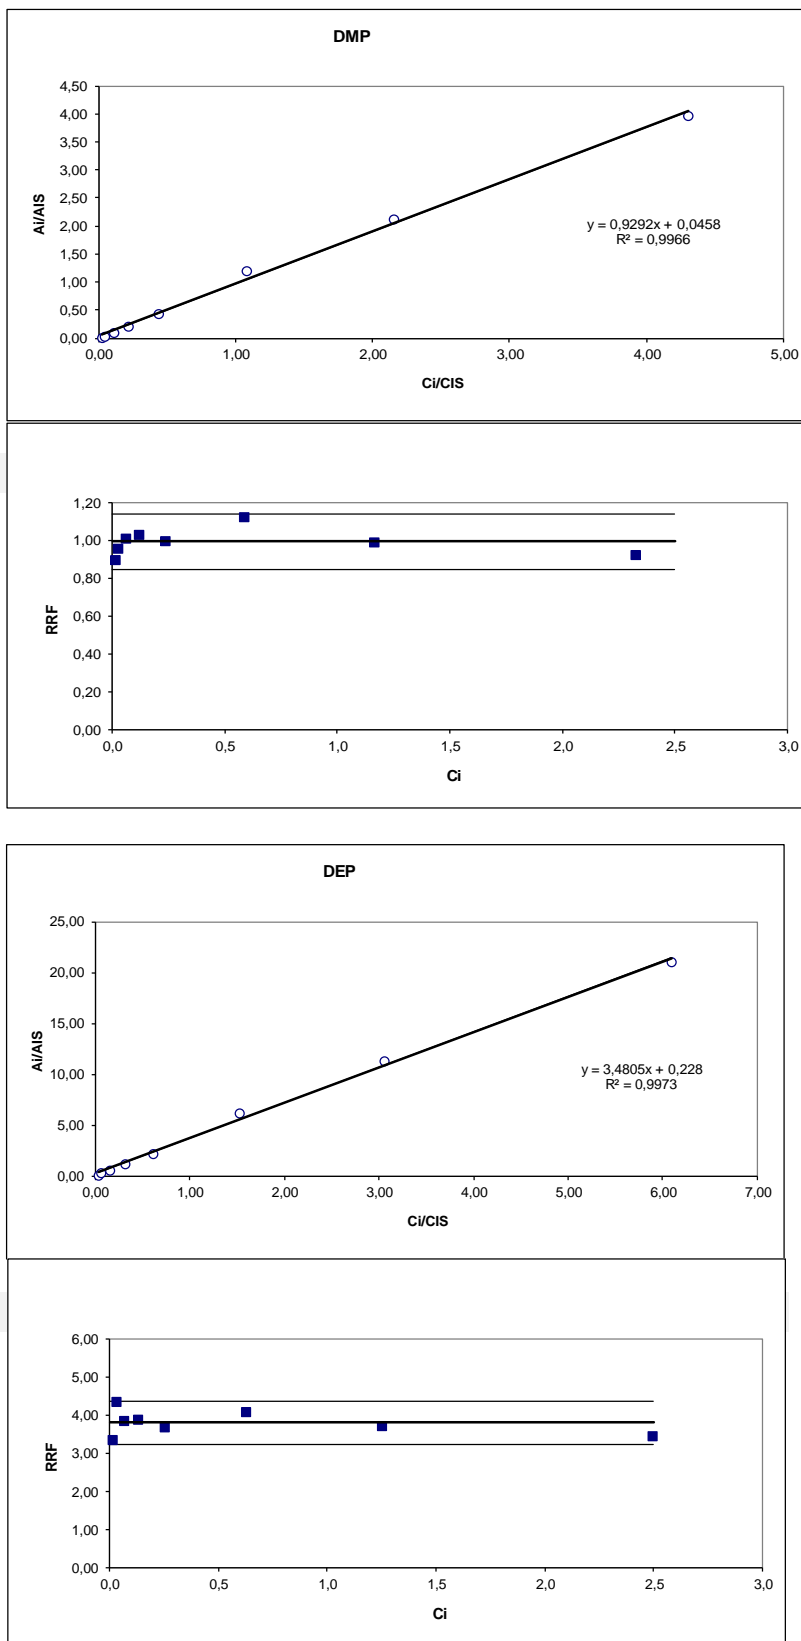 DMP
4,50
4,00
3,50
3,00
2,50
2,00
1,50
1,00
0,50
0,00
Ai/AIS
y = 0,9292x + 0,0458
R² = 0,9966
0,00 1,00 2,00 3,00 4,00 5,00
Ci/CIS
1,20
1,00
0,80
0,60
0,40
0,20
0,00
RRF
0,0 0,5 1,0 1,5 2,0 2,5 3,0
Ci
DEP
25,00
20,00
15,00
10,00
5,00
0,00
Ai/AIS
y = 3,4805x + 0,228
R² = 0,9973
0,00 1,00 2,00 3,00 4,00 5,00 6,00 7,00
Ci/CIS
6,00
5,00
4,00
3,00
2,00
1,00
0,00
RRF
0,0 0,5 1,0 1,5 2,0 2,5 3,0
Ci